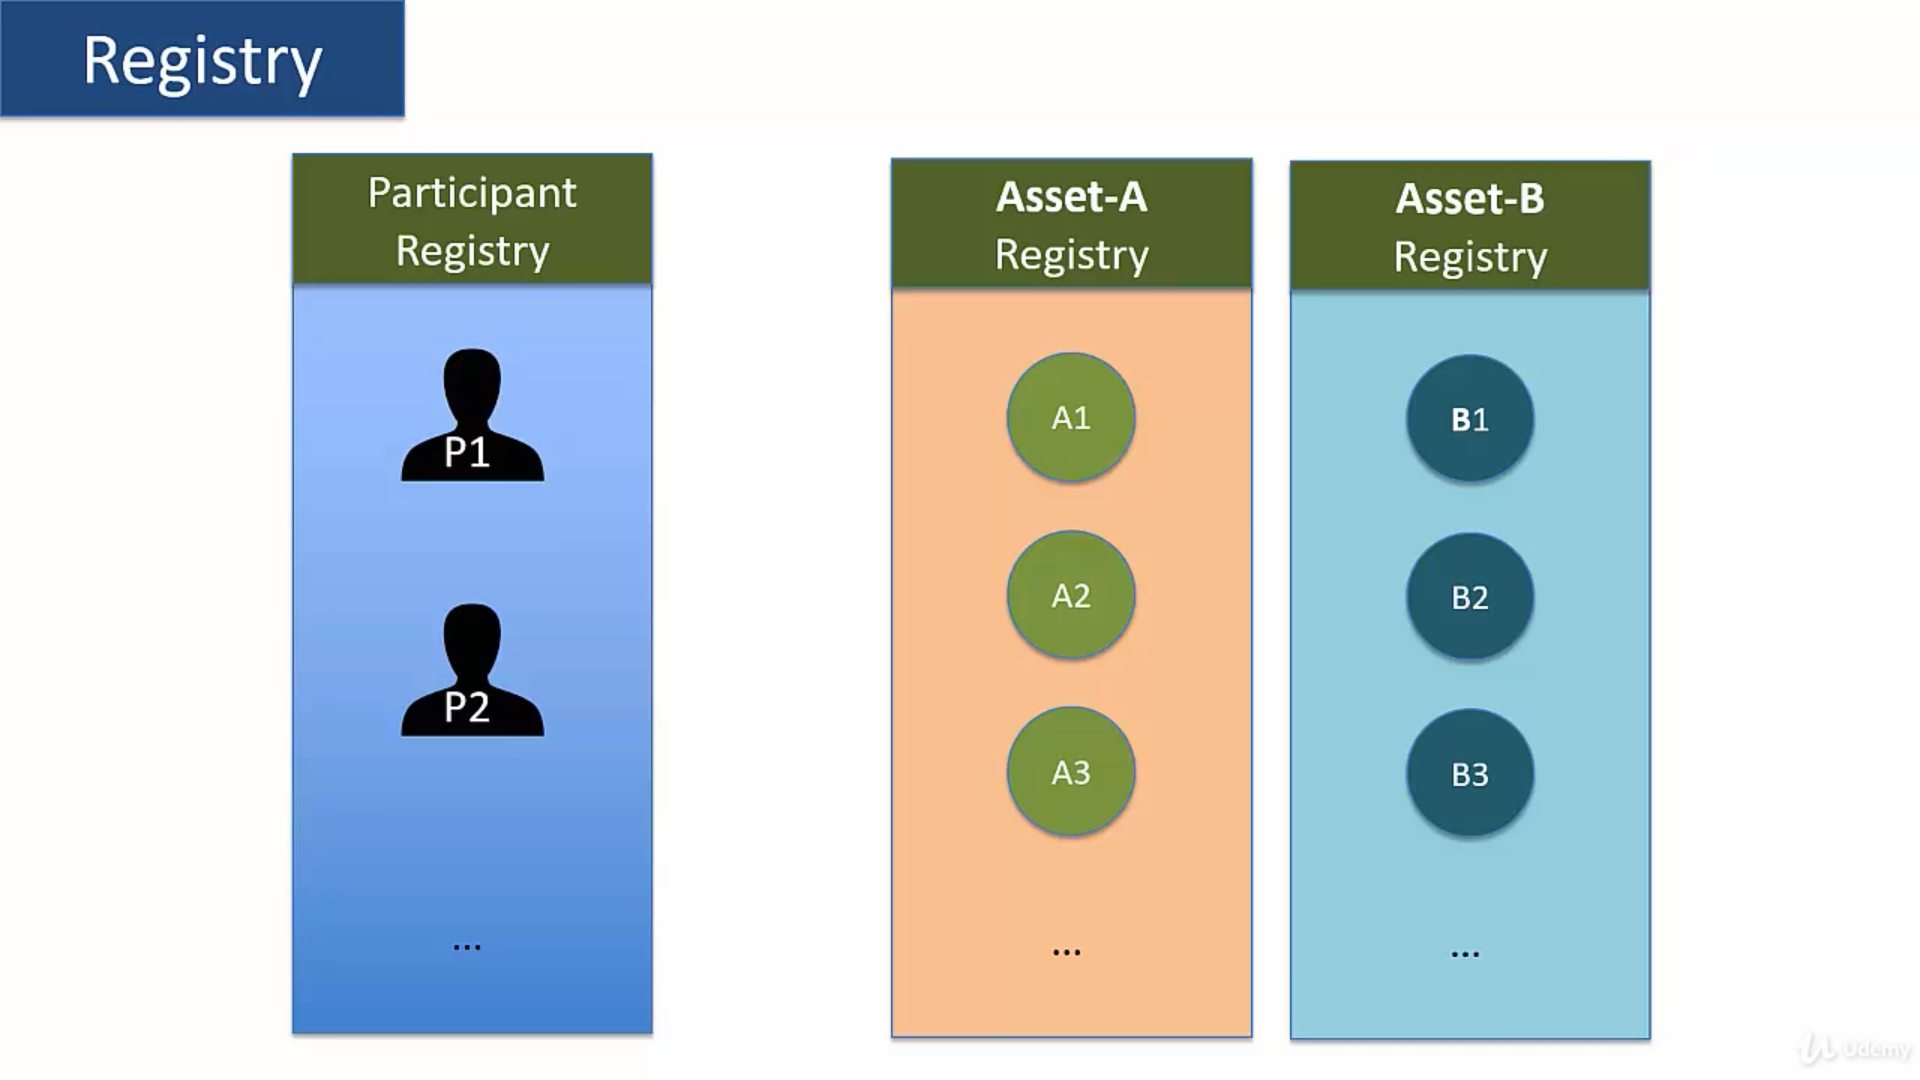 Registry
Participant
Registry
P1
P2
...
Asset-A
Registry
A1
A2
A3
...
Asset-B
Registry
B1
B2
B3
...
Udemy